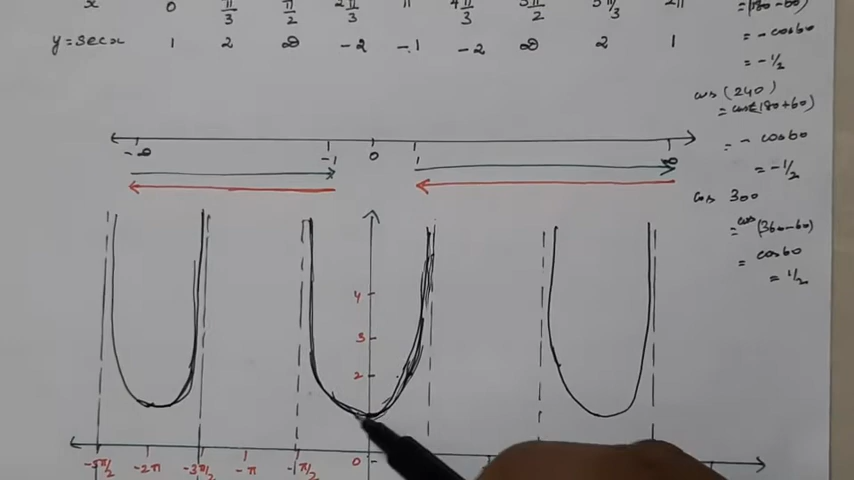 x 0 π/3 π/2 2π/3 π 4π/3 3π/2 5π/3 2π
y = sec x 1 2 ∞ -2 -1 -2 ∞ 2 1
= (180-60)
= - cos60
= -1/2
cos (240)
= cos(180+60)
= - cos60
= -1/2
cos 300
= cos (360-60)
= cos60
= 1/2
-∞ -1 0 1 ∞
4
3
2
-5π/2 -2π -3π/2 -π -π/2 0